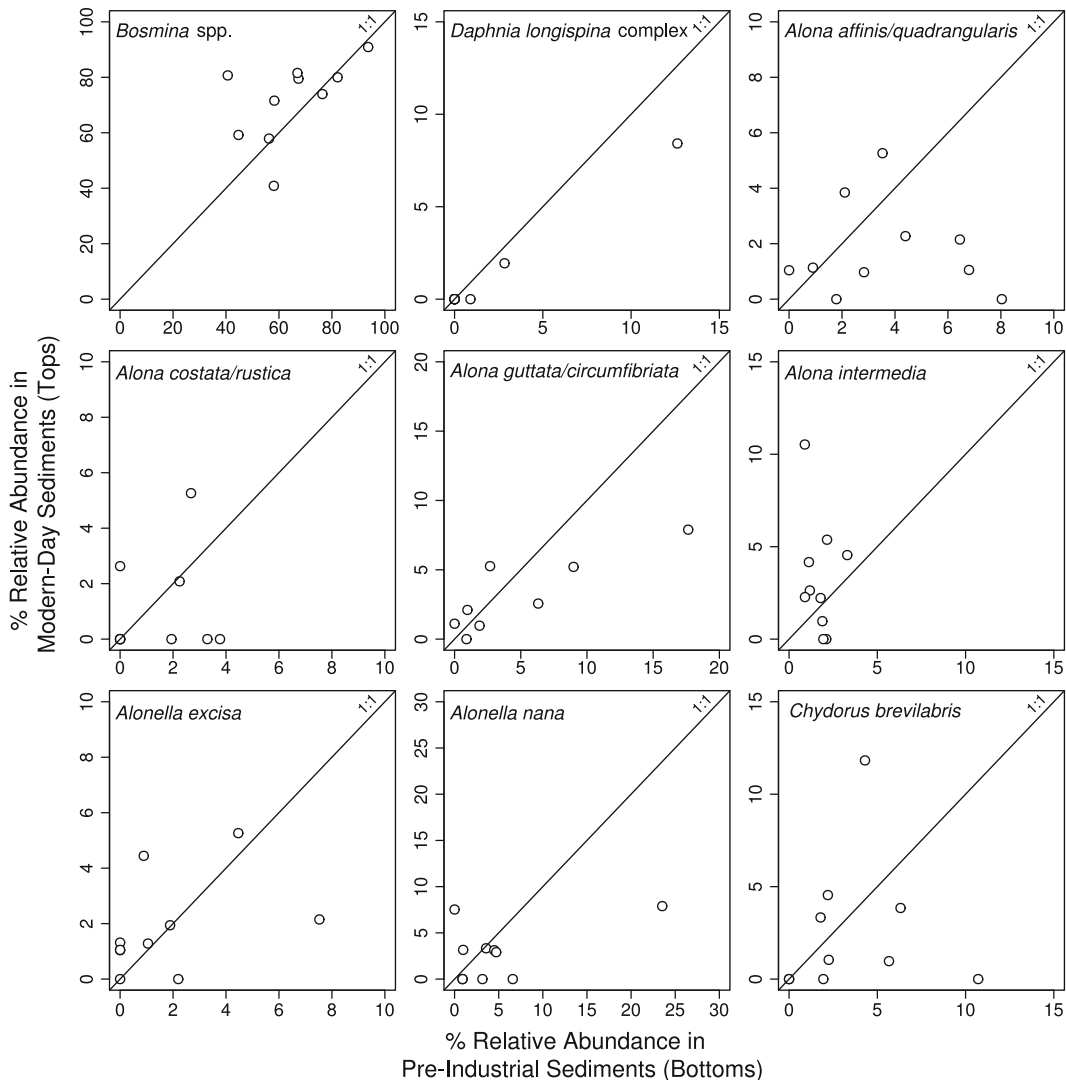 Bosmina spp.
1:1
0 20 40 60 80 100
0 20 40 60 80 100
Daphnia longispina complex
1:1
0 5 10 15
0 5 10 15
Alona affinis/quadrangularis
1:1
0 2 4 6 8 10
0 2 4 6 8 10
Alona costata/rustica
1:1
0 2 4 6 8 10
0 2 4 6 8 10
Alona guttata/circumfibriata
1:1
0 5 10 15 20
0 5 10 15 20
Alona intermedia
1:1
0 5 10 15
0 5 10 15
Alonella excisa
1:1
0 2 4 6 8 10
0 2 4 6 8 10
Alonella nana
1:1
0 5 10 15 20 25 30
0 5 10 15 20 25 30
Chydorus brevilabris
1:1
0 5 10 15
0 5 10 15
% Relative Abundance in
Modern-Day Sediments (Tops)
% Relative Abundance in
Pre-Industrial Sediments (Bottoms)